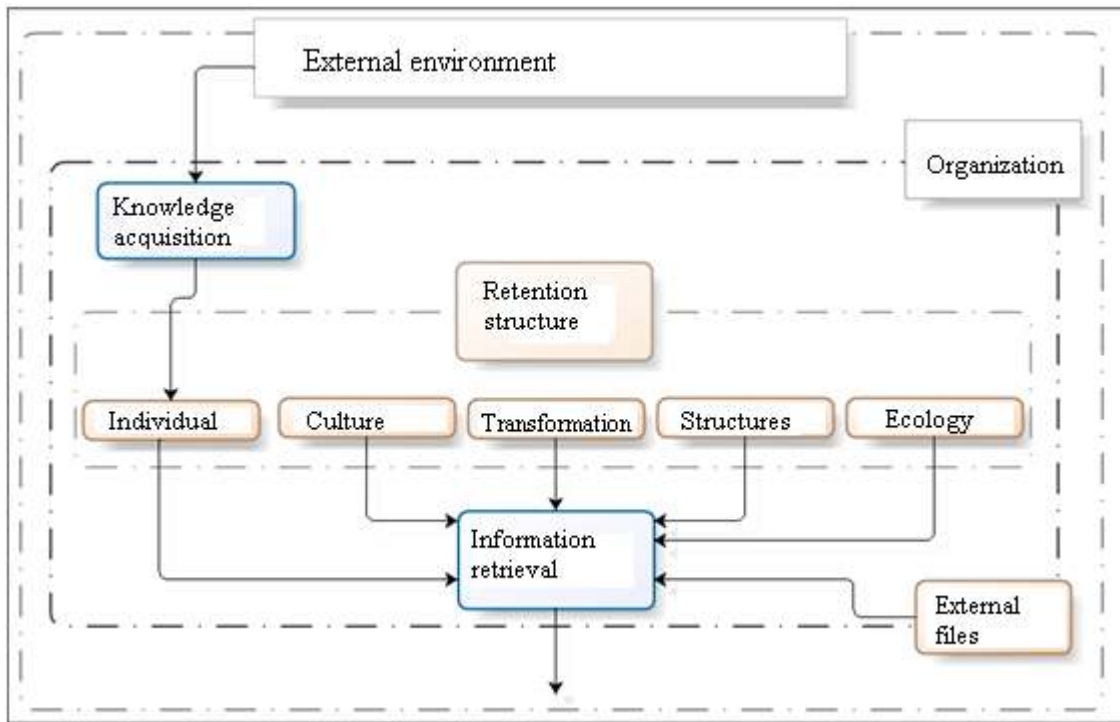 External environment
Organization
Knowledge
acquisition
Retention
structure
Individual
Culture
Transformation
Structures
Ecology
Information
retrieval
External
files